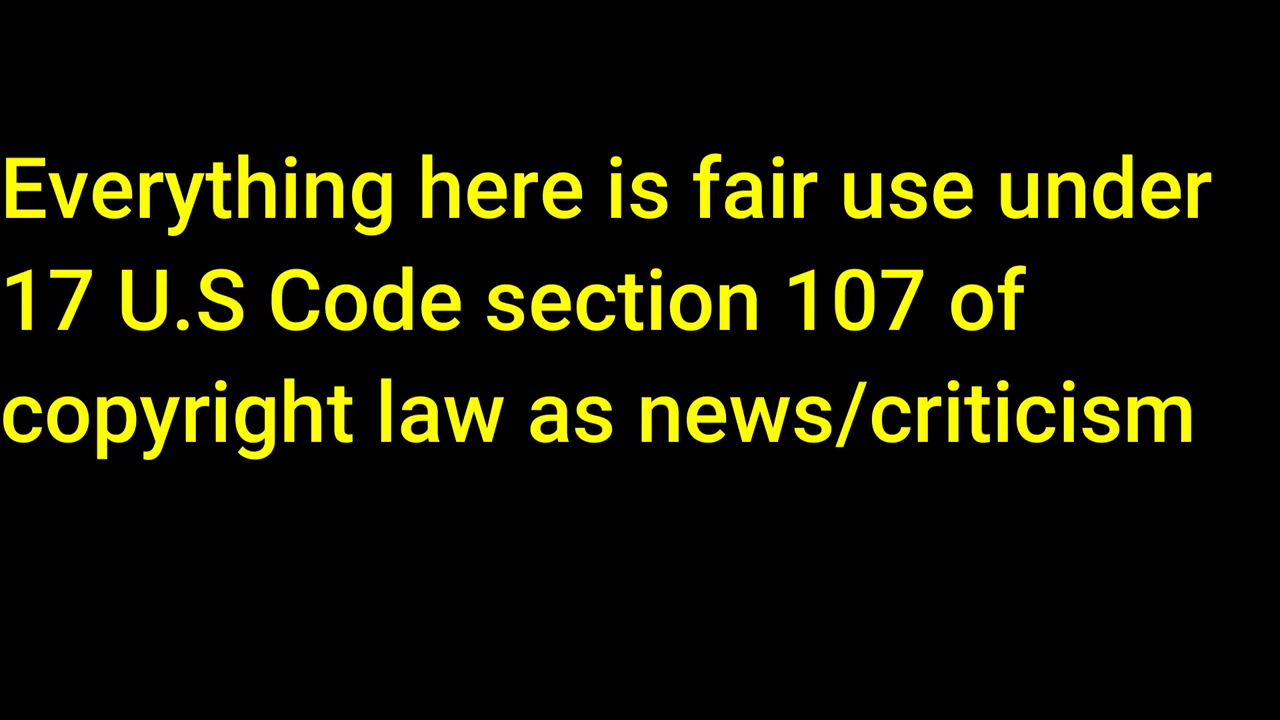 Everything here is fair use under
17 U.S Code section 107 of
copyright law as news/criticism